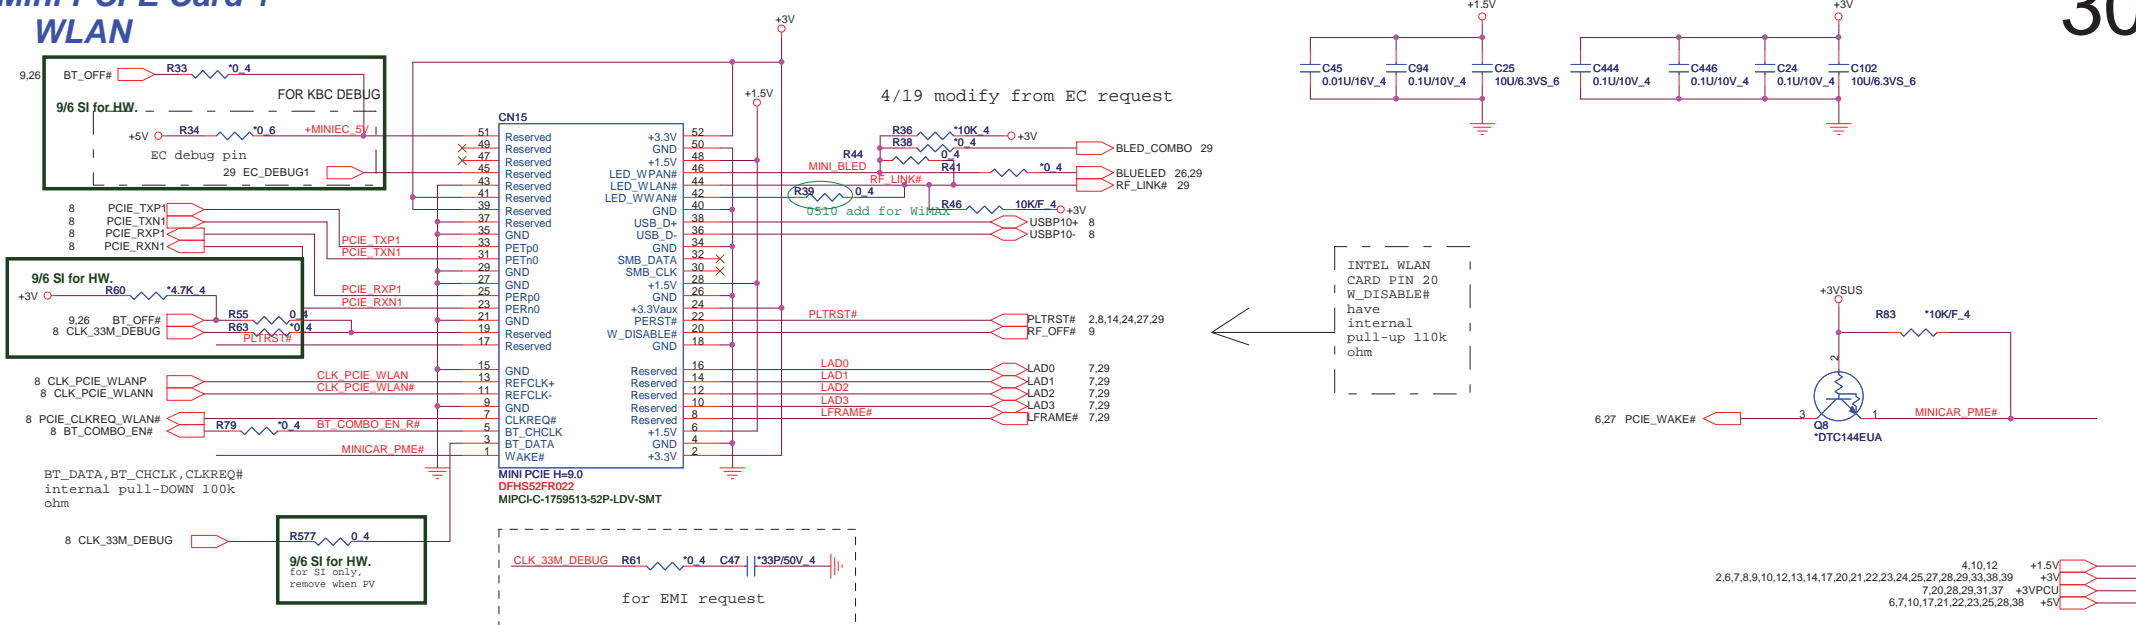 Mini PCI-E Card 1
WLAN
30
9,26 BT_OFF# R33 *0_4
FOR KBC DEBUG
9/6 SI for HW.
+5V R34 *0_6 +MINIEC_5V
EC debug pin
29 EC_DEBUG1
8 PCIE_TXP1
8 PCIE_TXN1
8 PCIE_RXP1
8 PCIE_RXN1
PCIE_TXP1
PCIE_TXN1
PCIE_RXP1
PCIE_RXN1
9/6 SI for HW.
+3V R60 *4.7K_4
9,26 BT_OFF# R55 0_4
8 CLK_33M_DEBUG R63 *0_4
PLTRST#
8 CLK_PCIE_WLANP CLK_PCIE_WLAN
8 CLK_PCIE_WLANN CLK_PCIE_WLAN#
8 PCIE_CLKREQ_WLAN#
8 BT_COMBO_EN# R79 *0_4 BT_COMBO_EN_R#
MINICAR_PME#
BT_DATA,BT_CHCLK,CLKREQ#
internal pull-DOWN 100k
ohm
8 CLK_33M_DEBUG R577 0_4
9/6 SI for HW.
for SI only,
remove when PV
+3V
+1.5V
CN15
51 Reserved +3.3V 52
49 Reserved GND 50
47 Reserved +1.5V 48
45 Reserved LED_WPAN# 46
43 Reserved LED_WLAN# 44
41 Reserved LED_WWAN# 42
39 Reserved GND 40
37 Reserved USB_D+ 38
35 GND USB_D- 36
33 PETp0 GND 34
31 PETn0 SMB_DATA 32
29 GND SMB_CLK 30
27 GND +1.5V 28
25 PERp0 GND 26
23 PERn0 +3.3Vaux 24
21 GND PERST# 22
19 Reserved W_DISABLE# 20
17 Reserved GND 18
15 GND Reserved 16
13 REFCLK+ Reserved 14
11 REFCLK- Reserved 12
9 GND Reserved 10
7 CLKREQ# Reserved 8
5 BT_CHCLK +1.5V 6
3 BT_DATA GND 4
1 WAKE# +3.3V 2
MINI PCIE H=9.0
DFHS52FR022
MIPCI-C-1759513-52P-LDV-SMT
CLK_33M_DEBUG R61 *0_4 C47 *33P/50V_4
for EMI request
4/19 modify from EC request
R36 *10K_4 +3V
R38 *0_4 BLED_COMBO 29
R44 0_4
MINI_BLED R41 *0_4 BLUELED 26,29
RF_LINK# RF_LINK# 29
R39 0_4
0510 add for WiMAX
R46 10K/F_4 +3V
USBP10+ 8
USBP10- 8
PLTRST# PLTRST# 2,8,14,24,27,29
RF_OFF# 9
LAD0 LAD0 7,29
LAD1 LAD1 7,29
LAD2 LAD2 7,29
LAD3 LAD3 7,29
LFRAME# LFRAME# 7,29
+1.5V
C45
0.01U/16V_4
C94
0.1U/10V_4
C25
10U/6.3VS_6
+3V
C444
0.1U/10V_4
C446
0.1U/10V_4
C24
0.1U/10V_4
C102
10U/6.3VS_6
INTEL WLAN
CARD PIN 20
W_DISABLE#
have
internal
pull-up 110k
ohm
+3VSUS
R83 *10K/F_4
2
6,27 PCIE_WAKE# 3 1 MINICAR_PME#
Q8
*DTC144EUA
4,10,12 +1.5V
2,6,7,8,9,10,12,13,14,17,20,21,22,23,24,25,27,28,29,33,38,39 +3V
7,20,28,29,31,37 +3VPCU
6,7,10,17,21,22,23,25,28,38 +5V